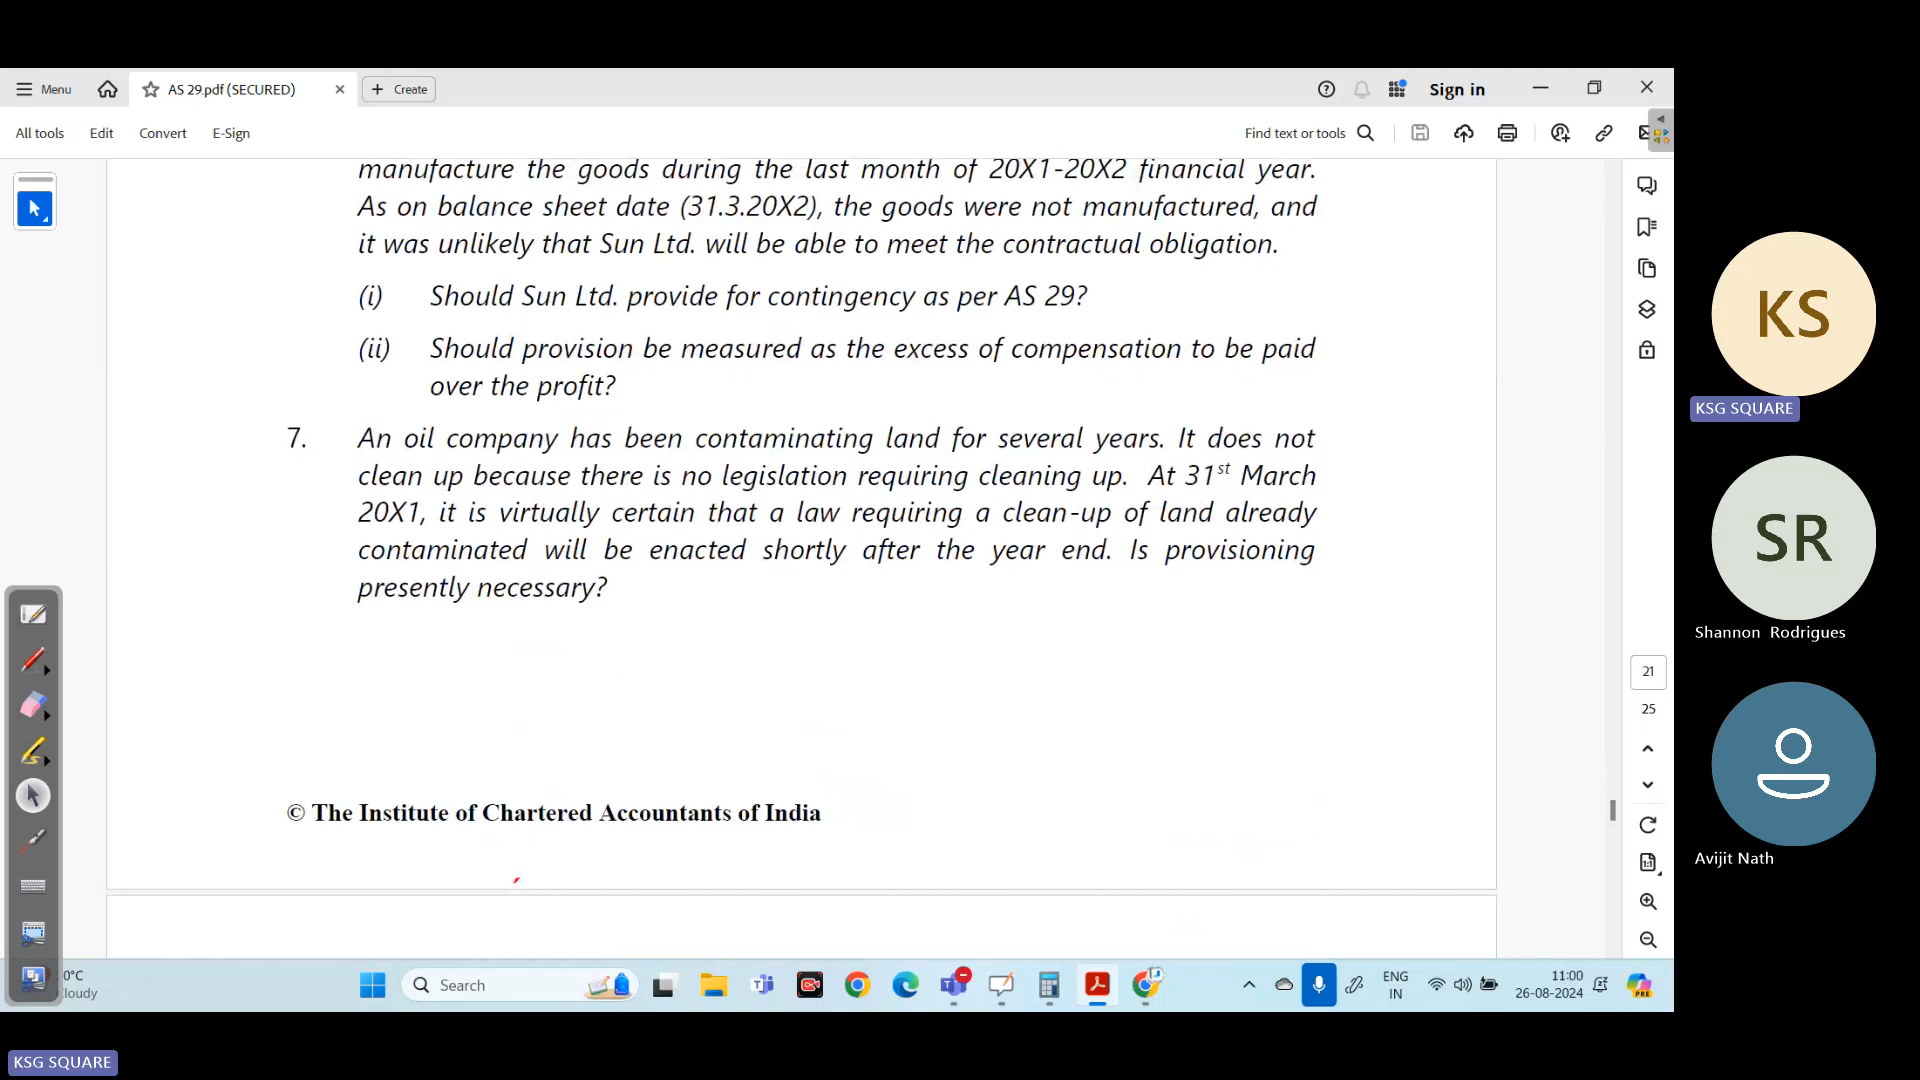 Menu
AS 29.pdf (SECURED)
Create
Sign in
All tools
Edit
Convert
E-Sign
Find text or tools
manufacture the goods during the last month of 20X1-20X2 financial year.
As on balance sheet date (31.3.20X2), the goods were not manufactured, and
it was unlikely that Sun Ltd. will be able to meet the contractual obligation.
(i) Should Sun Ltd. provide for contingency as per AS 29?
(ii) Should provision be measured as the excess of compensation to be paid
over the profit?
7. An oil company has been contaminating land for several years. It does not
clean up because there is no legislation requiring cleaning up. At 31st March
20X1, it is virtually certain that a law requiring a clean-up of land already
contaminated will be enacted shortly after the year end. Is provisioning
presently necessary?
© The Institute of Chartered Accountants of India
21
25
KS
KSG SQUARE
SR
Shannon Rodrigues
Avijit Nath
0°C
Cloudy
Search
ENG
IN
11:00
26-08-2024
PRE
KSG SQUARE